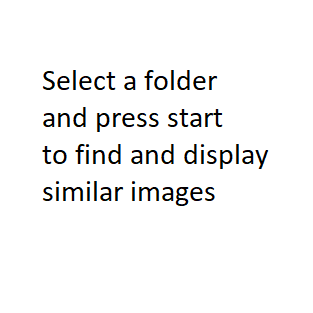 Select a folder
and press start
to find and display
similar images